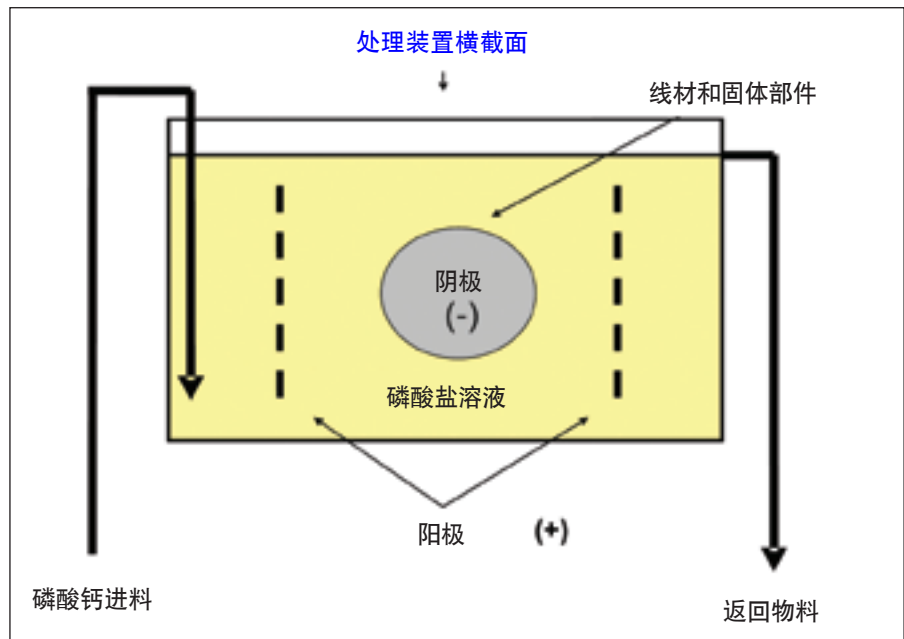 处理装置横截面
线材和固体部件
阴极
(-)
磷酸盐溶液
阳极 (+)
磷酸钙进料
返回物料